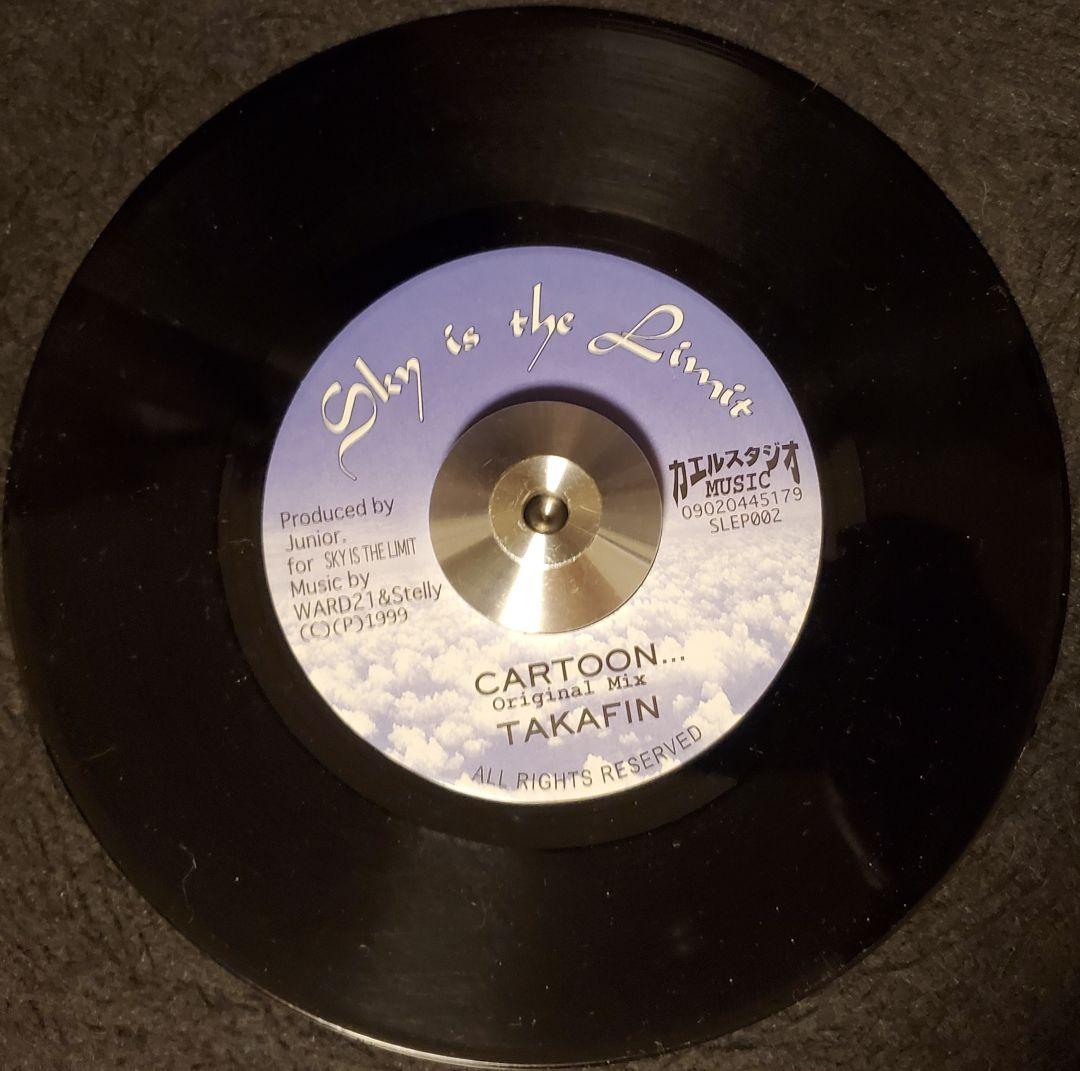 Sky is the Limit
カエルスタジオ
MUSIC
09020445179
SLEP002
Produced by
Junior.
for SKY IS THE LIMIT
Music by
WARD21&Stelly
(C)(P)1999
CARTOON...
Original Mix
TAKAFIN
ALL RIGHTS RESERVED